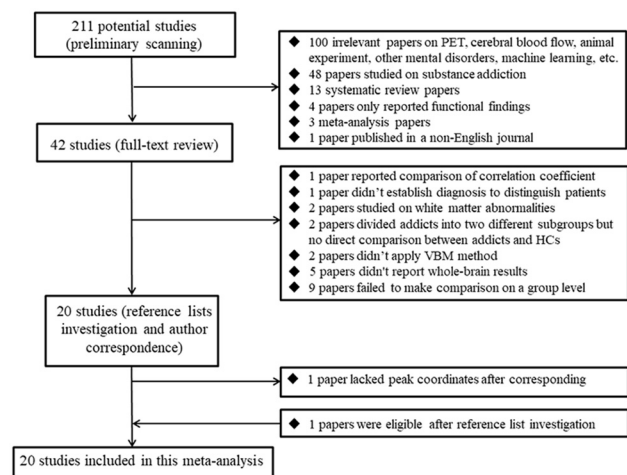 211 potential studies
(preliminary scanning)
◆ 100 irrelevant papers on PET, cerebral blood flow, animal
experiment, other mental disorders, machine learning, etc.
◆ 48 papers studied on substance addiction
◆ 13 systematic review papers
◆ 4 papers only reported functional findings
◆ 3 meta-analysis papers
◆ 1 paper published in a non-English journal
42 studies (full-text review)
◆ 1 paper reported comparison of correlation coefficient
◆ 1 paper didn't establish diagnosis to distinguish patients
◆ 2 papers studied on white matter abnormalities
◆ 2 papers divided addicts into two different subgroups but
no direct comparison between addicts and HCs
◆ 2 papers didn't apply VBM method
◆ 5 papers didn't report whole-brain results
◆ 9 papers failed to make comparison on a group level
20 studies (reference lists
investigation and author
correspondence)
◆ 1 paper lacked peak coordinates after corresponding
◆ 1 papers were eligible after reference list investigation
20 studies included in this meta-analysis